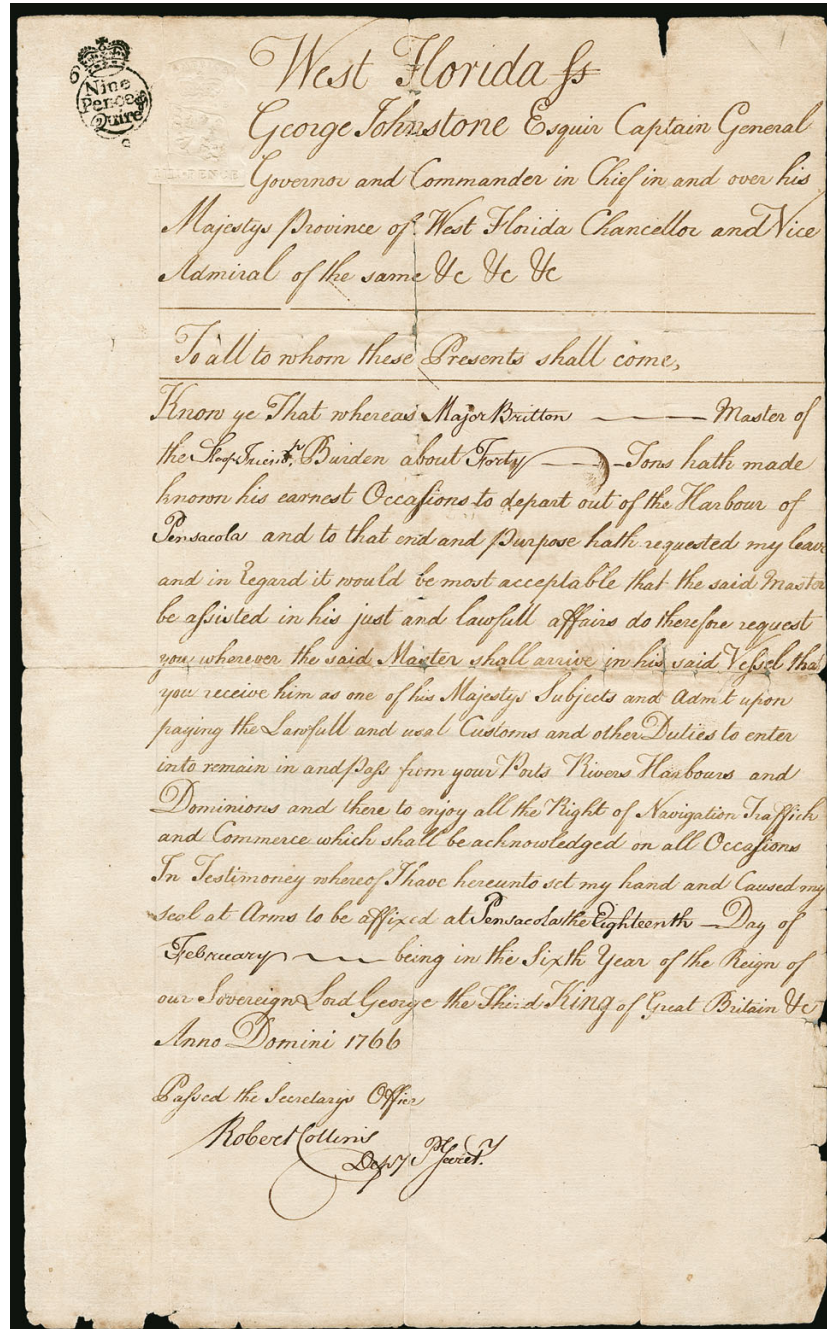 Nine
Pence
Quire
West Florida ss
George Johnstone Esquir Captain General
Governor and Commander in Chief in and over his
Majestys Province of West Florida Chancellor and Vice
Admiral of the same &c &c &c
To all to whom these Presents shall come,
Know ye That whereas Major Britton Master of
the Sloop Friendsp. Burden about Forty Tons hath made
known his earnest Occasions to depart out of the Harbour of
Pensacola and to that end and Purpose hath requested my leave
and in Regard it would be most acceptable that the said Master
be assisted in his just and lawfull affairs do therefore request
you wherever the said Master shall arrive in his said Vessel that
you receive him as one of his Majestys Subjects and Admit upon
paying the Lawfull and usal Customs and other Duties to enter
into remain in and Pass from your Ports Rivers Harbours and
Dominions and there to enjoy all the Right of Navigation Traffick
and Commerce which shall be acknowledged on all Occasions
In Testimoney whereof I have hereunto set my hand and Caused my
seal at Arms to be affixed at Pensacola the Eighteenth Day of
February being in the Sixth Year of the Reign of
our Sovereign Lord George the Third King of Great Britain &c
Anno Domini 1766
Passed the Secretarys Office
Robert Collins
Depy P Secrety.